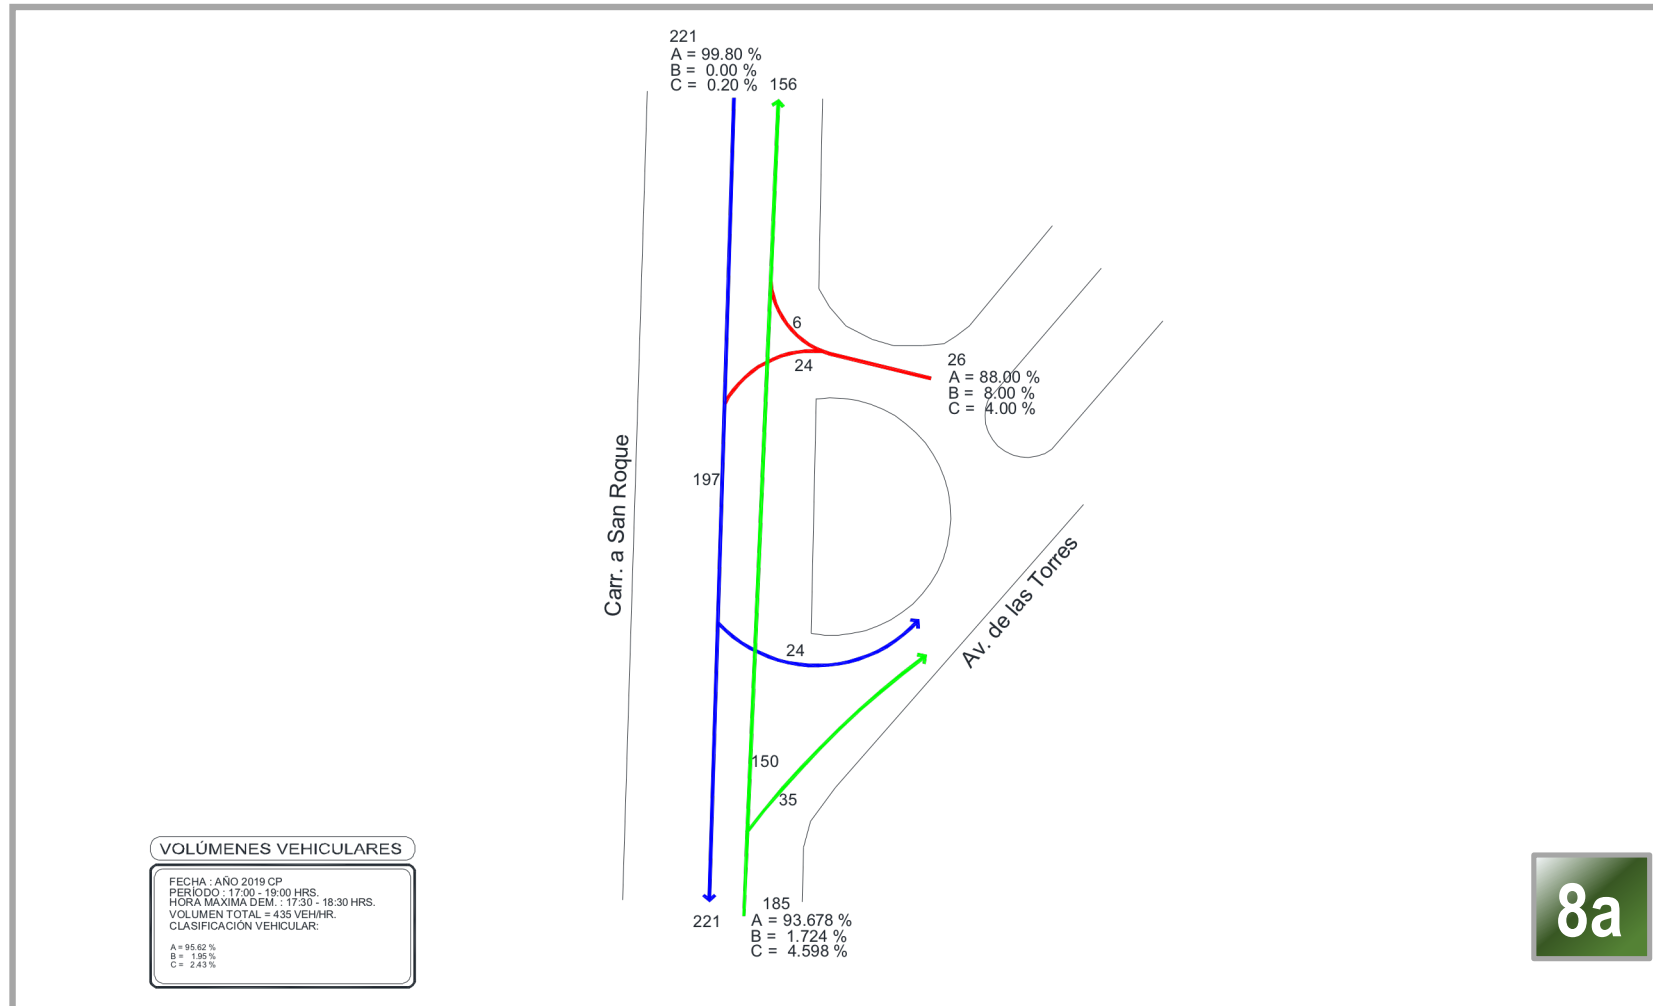 221
A = 99.80 %
B = 0.00 %
C = 0.20 %
156
6
24
26
A = 88.00 %
B = 8.00 %
C = 4.00 %
197
Carr. a San Roque
24
Av. de las Torres
150
35
221
185
A = 93.678 %
B = 1.724 %
C = 4.598 %
VOLÚMENES VEHICULARES
FECHA : AÑO 2019 CP
PERÍODO : 17:00 - 19:00 HRS.
HORA MAXIMA DEM. : 17:30 - 18:30 HRS.
VOLUMEN TOTAL = 435 VEH/HR.
CLASIFICACIÓN VEHICULAR:
A = 95.62 %
B = 1.95 %
C = 2.43 %
8a